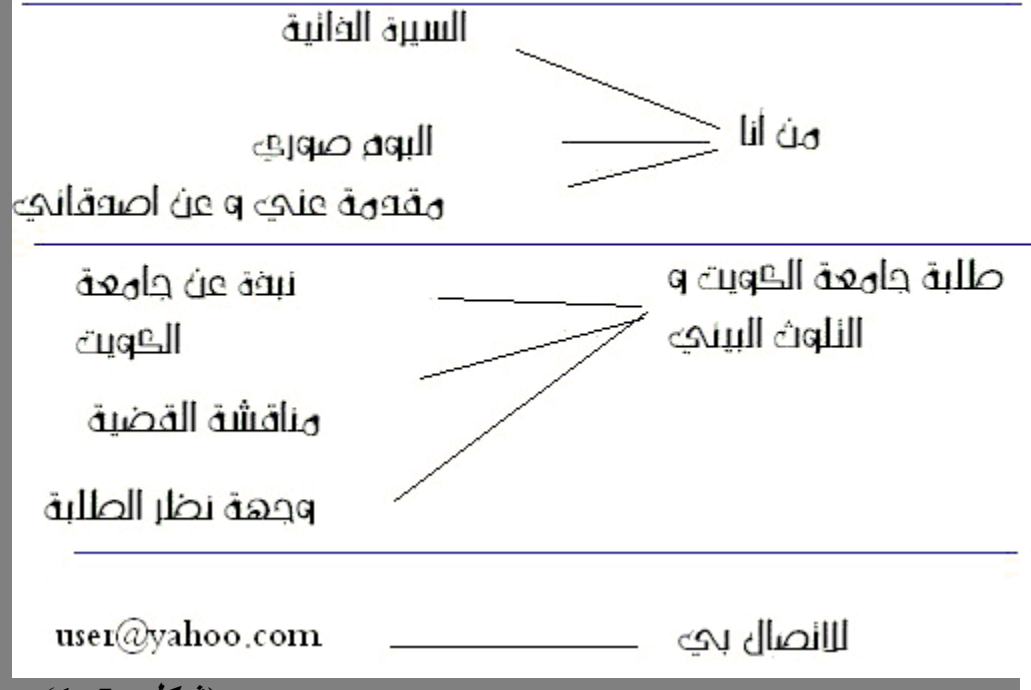 السيرة الذاتية
من أنا
البوم صوري
مقدمة عني و عن اصدقائي
طلبة جامعة الكويت و
التلوث البيئي
نبذة عن جامعة
الكويت
مناقشة القضية
وجهة نظر الطلبة
للاتصال بي
user@yahoo.com